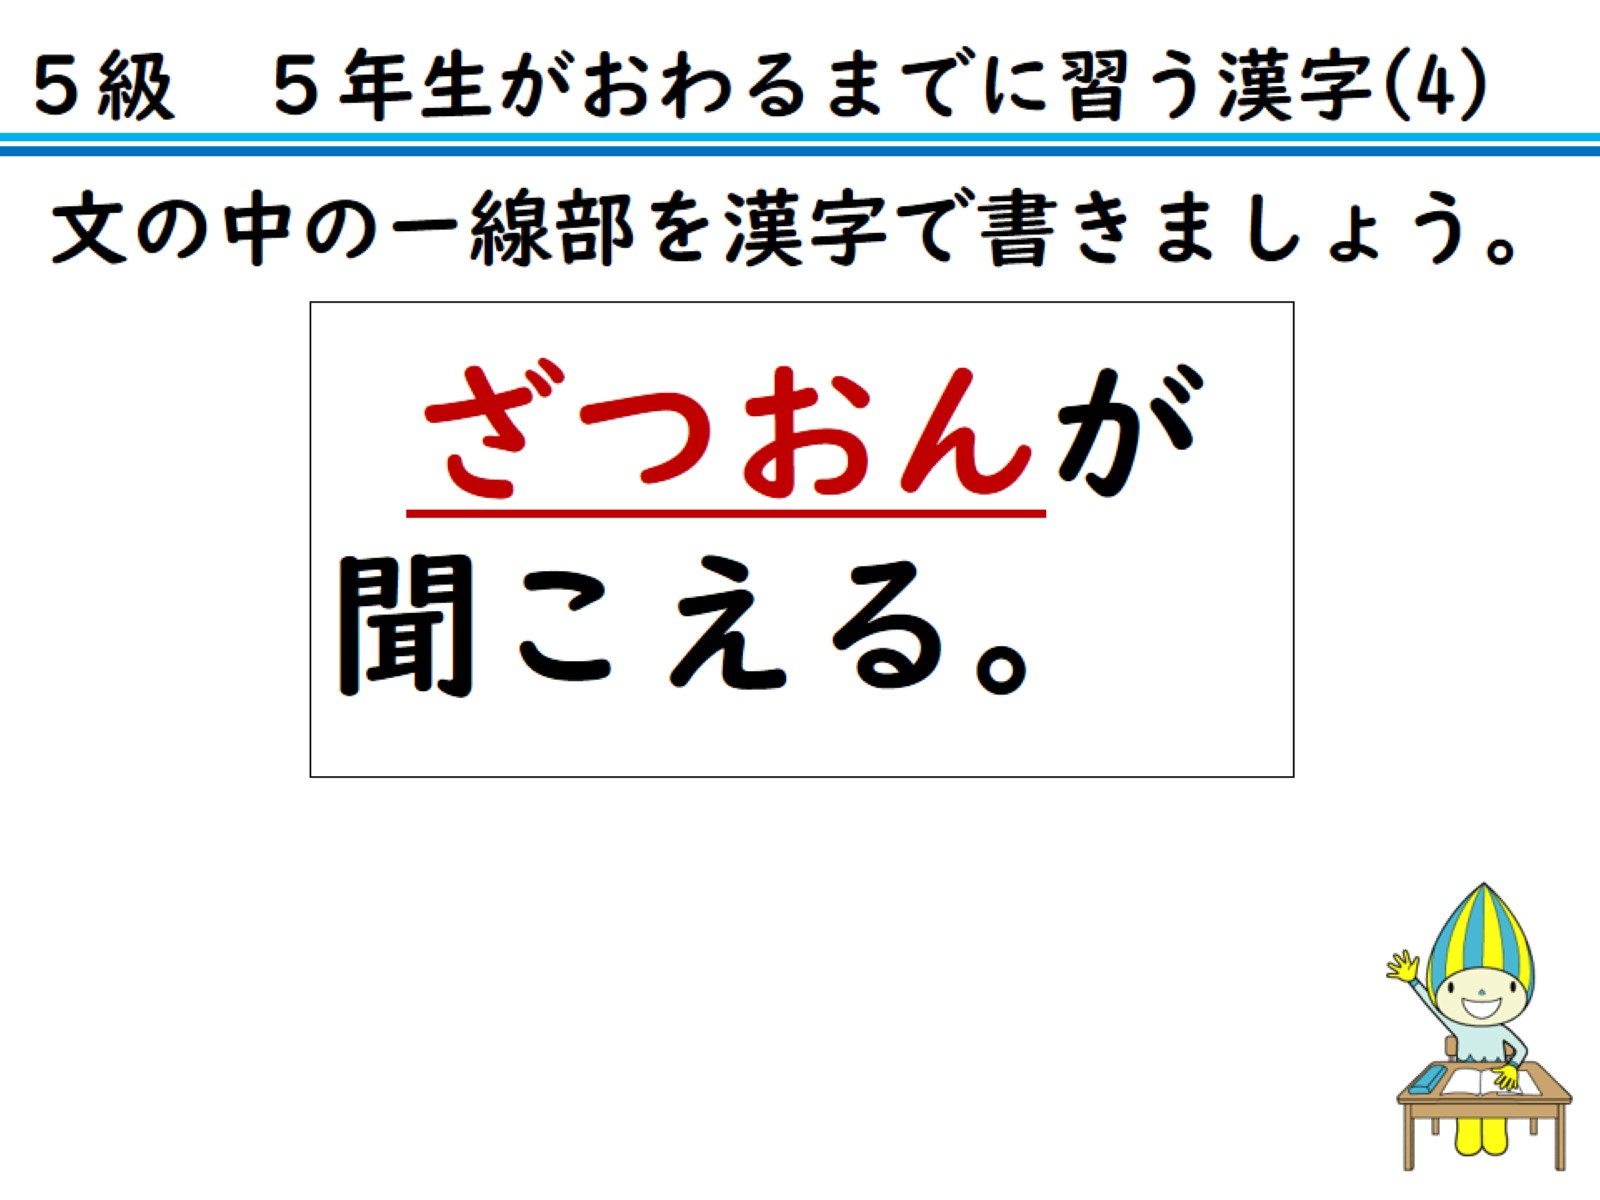 ５級　５年生がおわるまでに習う漢字(4)
文の中の―線部を漢字で書きましょう。
ざつおんが
聞こえる。